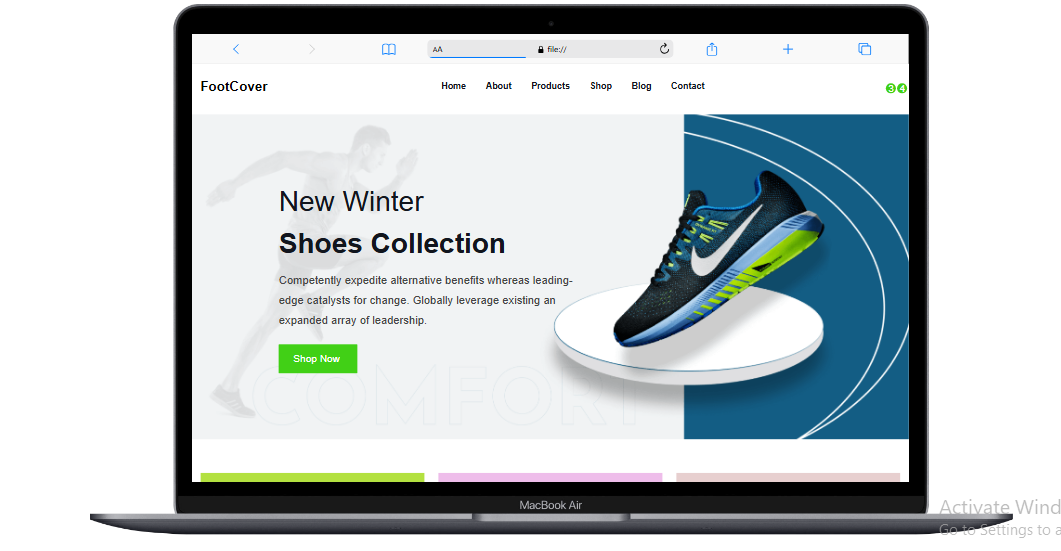 AA file://
FootCover Home About Products Shop Blog Contact 3 4
New Winter
Shoes Collection
Competently expedite alternative benefits whereas leading-
edge catalysts for change. Globally leverage existing an
expanded array of leadership.
Shop Now
COMFORT
MacBook Air
Activate Wind
Go to Settings to a